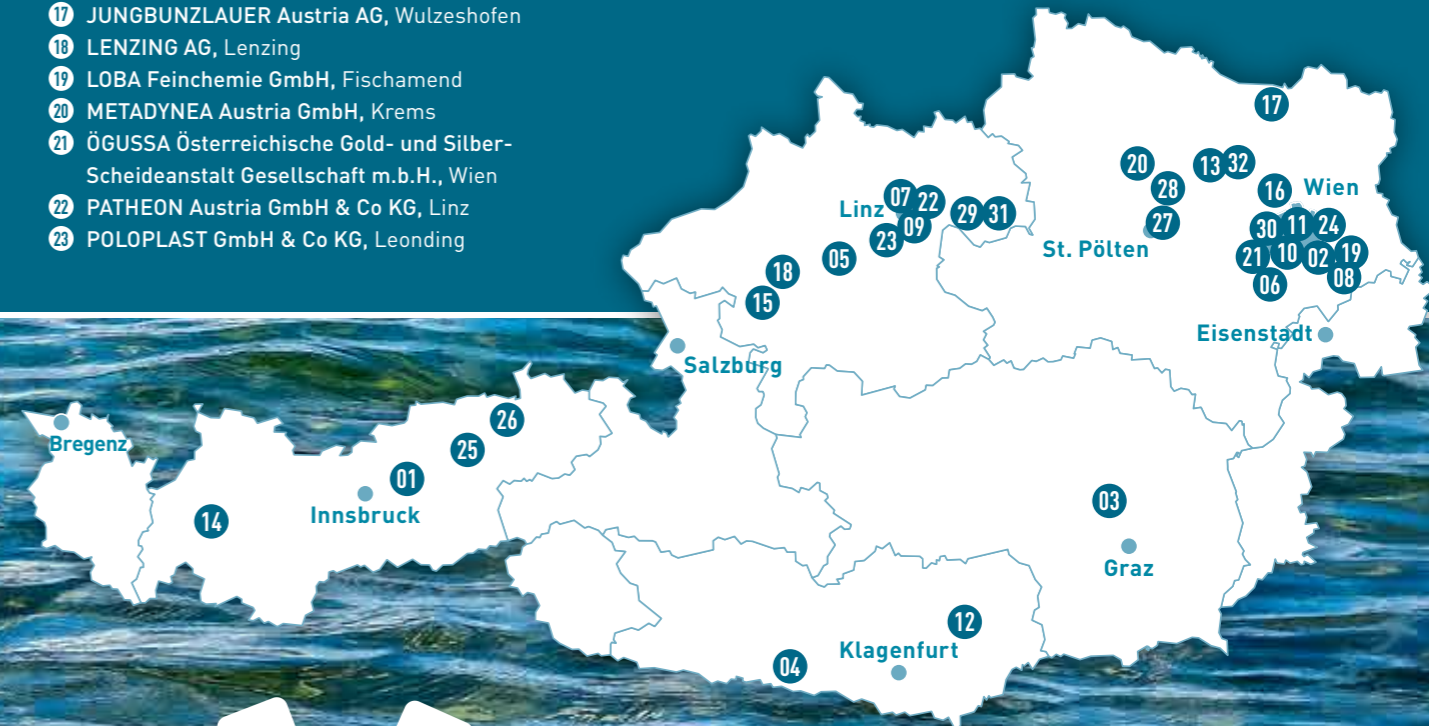 17 JUNGBUNZLAUER Austria AG, Wulzeshofen
18 LENZING AG, Lenzing
19 LOBA Feinchemie GmbH, Fischamend
20 METADYNEA Austria GmbH, Krems
21 ÖGUSSA Österreichische Gold- und Silber-
Scheideanstalt Gesellschaft m.b.H., Wien
22 PATHEON Austria GmbH & Co KG, Linz
23 POLOPLAST GmbH & Co KG, Leonding
17
20 13 32
28 16 Wien
07 22 29 31
Linz 09 27 30 11 24
23 St. Pölten
05 21 10 02 19
18 06 08
15
Eisenstadt
Salzburg
26
Bregenz 25
01
14 Innsbruck 03
Graz
12
Klagenfurt
04